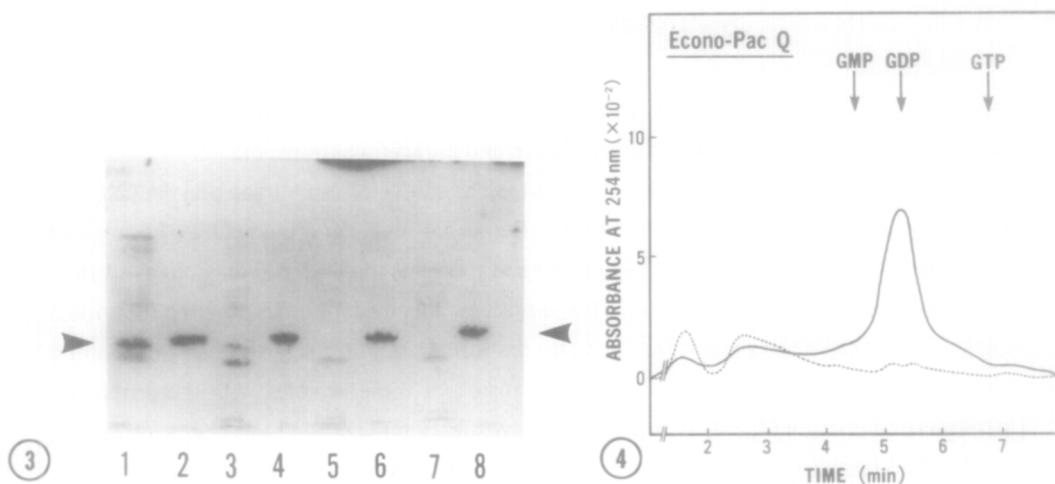 3
1 2 3 4 5 6 7 8
4
Econo-Pac Q
GMP GDP GTP
ABSORBANCE AT 254 nm (×10⁻²)
10
5
0
2 3 4 5 6 7
TIME (min)